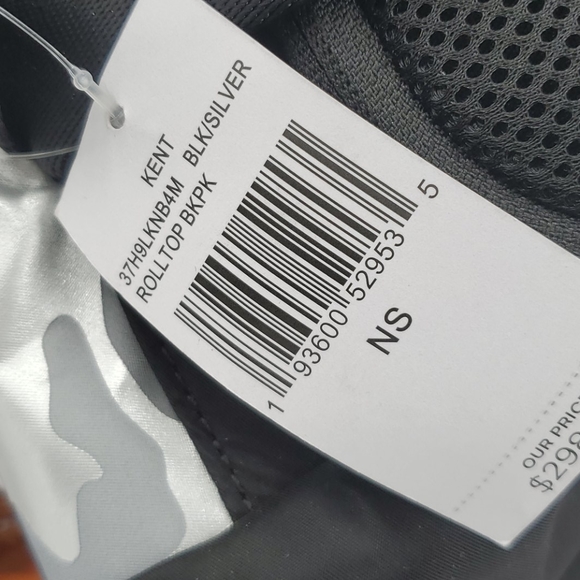 KENT
37H9LKNB4M BLK/SILVER
ROLL TOP BKPK
1 93600 52953 5
NS
OUR PRIC
$298